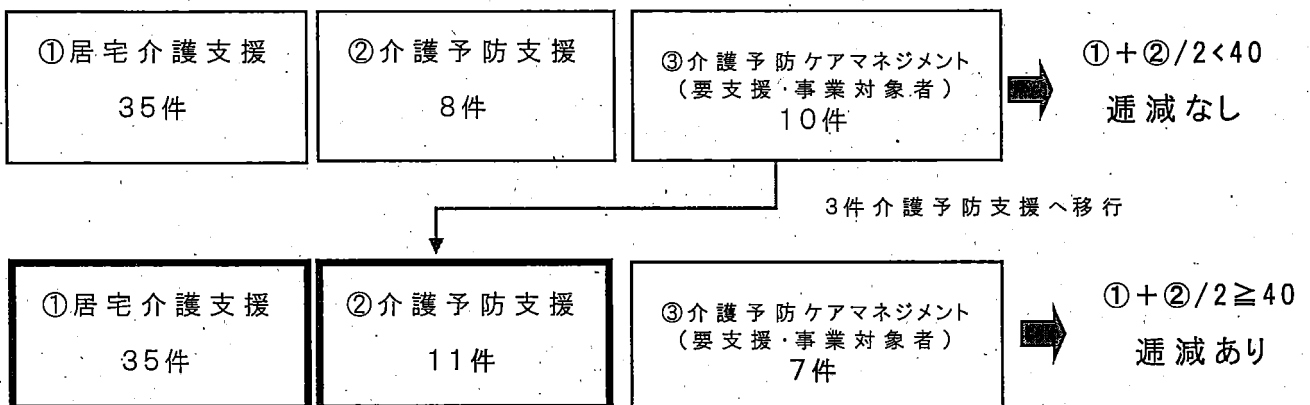 ①居宅介護支援
35件
②介護予防支援
8件
③介護予防ケアマネジメント
(要支援・事業対象者)
10件
①+②/2<40
逓減なし
3件介護予防支援へ移行
①居宅介護支援
35件
②介護予防支援
11件
③介護予防ケアマネジメント
(要支援・事業対象者)
7件
①+②/2≧40
逓減あり